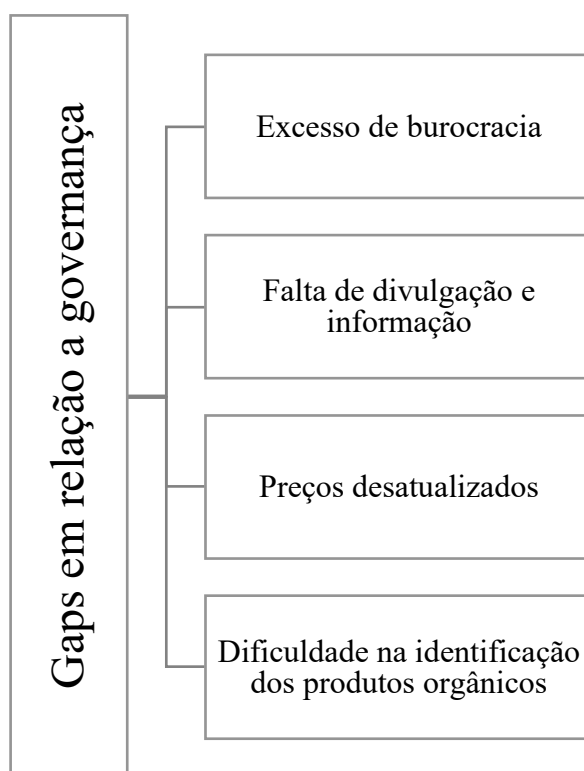 Gaps em relação a governança
Excesso de burocracia
Falta de divulgação e
informação
Preços desatualizados
Dificuldade na identificação
dos produtos orgânicos